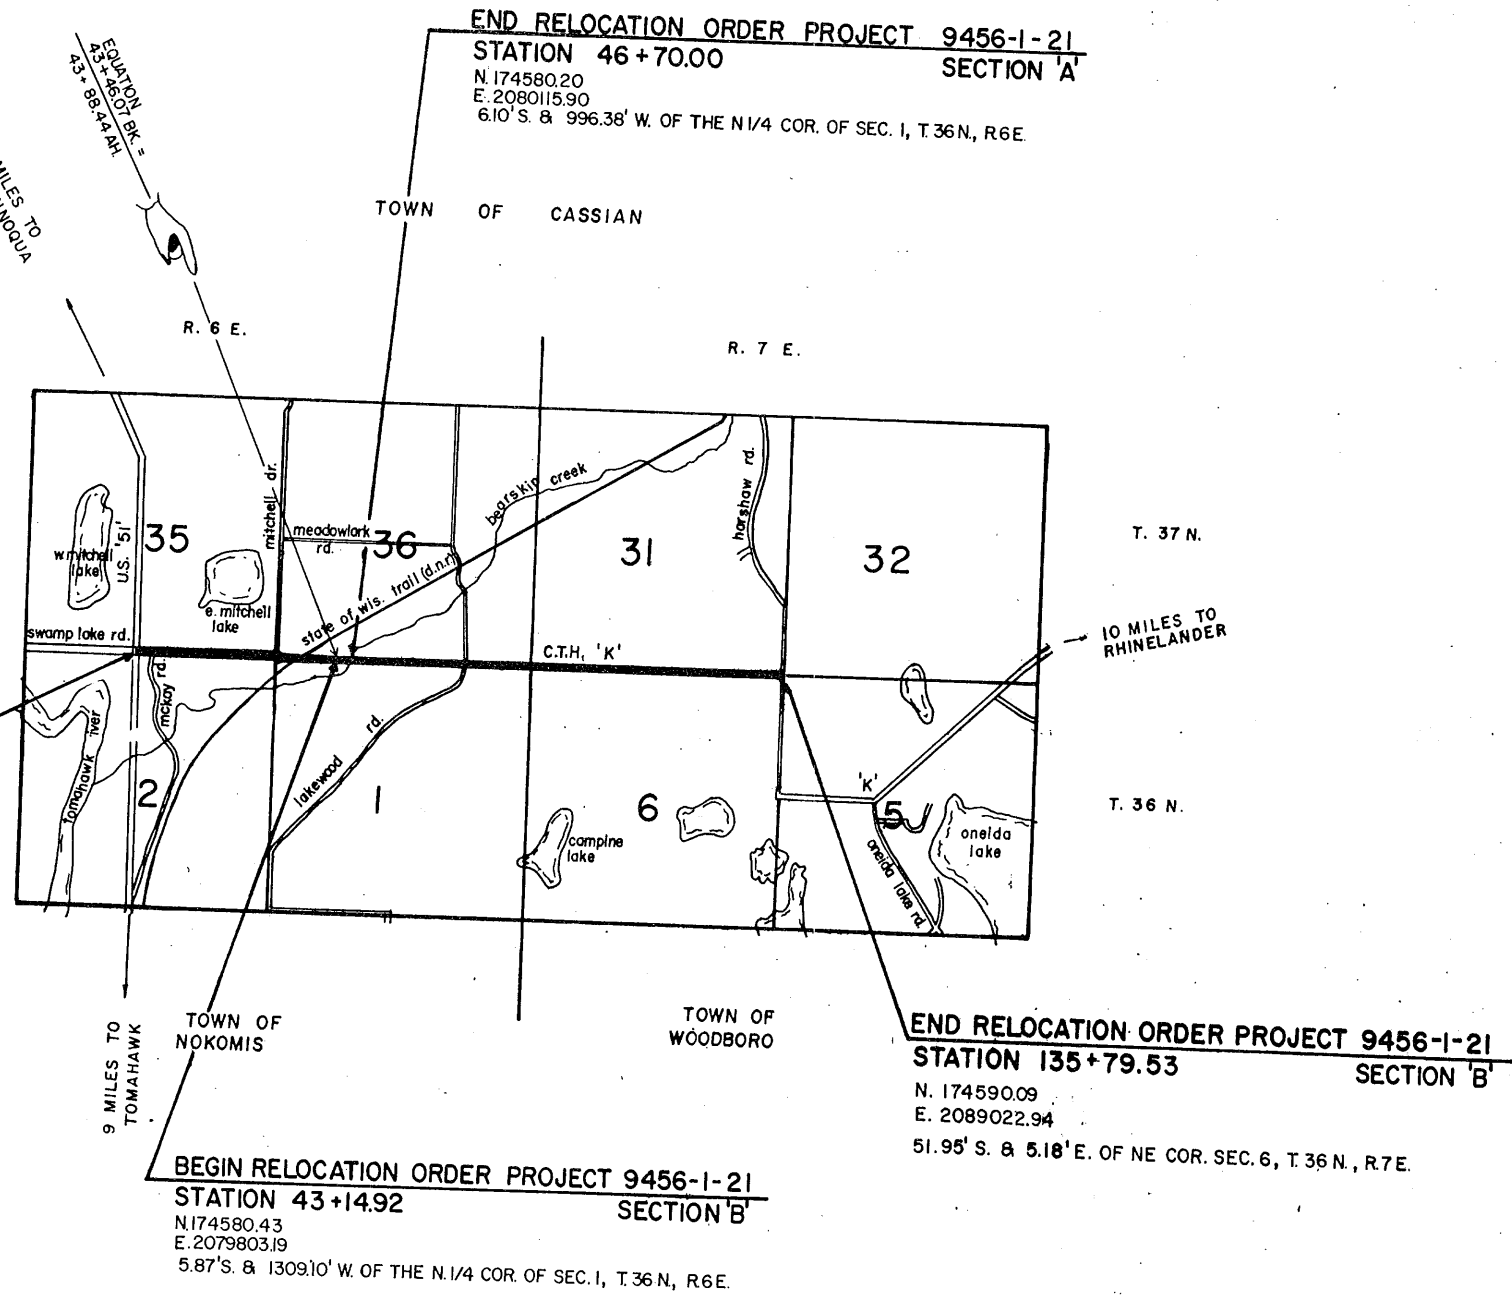 END RELOCATION ORDER PROJECT 9456-1-21
STATION 46+70.00 SECTION 'A'
N. 174580.20
E. 2080115.90
6.10' S. & 996.38' W. OF THE N 1/4 COR. OF SEC. 1, T. 36 N., R 6 E.
EQUATION
43 + 46.07 BK. =
43 + 88.44 AH.
MILES TO
TOWN OF CASSIAN
R. 6 E.
R. 7 E.
35
36
31
32
w. mitchell
lake
U.S. '51'
e. mitchell
lake
mitchell dr.
meadowlark
rd.
bearskin creek
state of wis. trail (d.n.r.)
harshaw rd.
T. 37 N.
swamp lake rd.
C.T.H. 'K'
10 MILES TO
RHINELANDER
mckay rd.
tomahawk river
2
lakewood rd.
1
6
campine
lake
'K'
5
oneida
lake
oneida lake rd.
T. 36 N.
9 MILES TO
TOMAHAWK
TOWN OF
NOKOMIS
TOWN OF
WOODBORO
END RELOCATION ORDER PROJECT 9456-1-21
STATION 135+79.53 SECTION 'B'
N. 174590.09
E. 2089022.94
51.95' S. & 5.18' E. OF NE COR. SEC. 6, T. 36 N., R. 7 E.
BEGIN RELOCATION ORDER PROJECT 9456-1-21
STATION 43+14.92 SECTION 'B'
N. 174580.43
E. 2079803.19
5.87' S. & 1309.10' W. OF THE N. 1/4 COR. OF SEC. 1, T. 36 N., R 6 E.